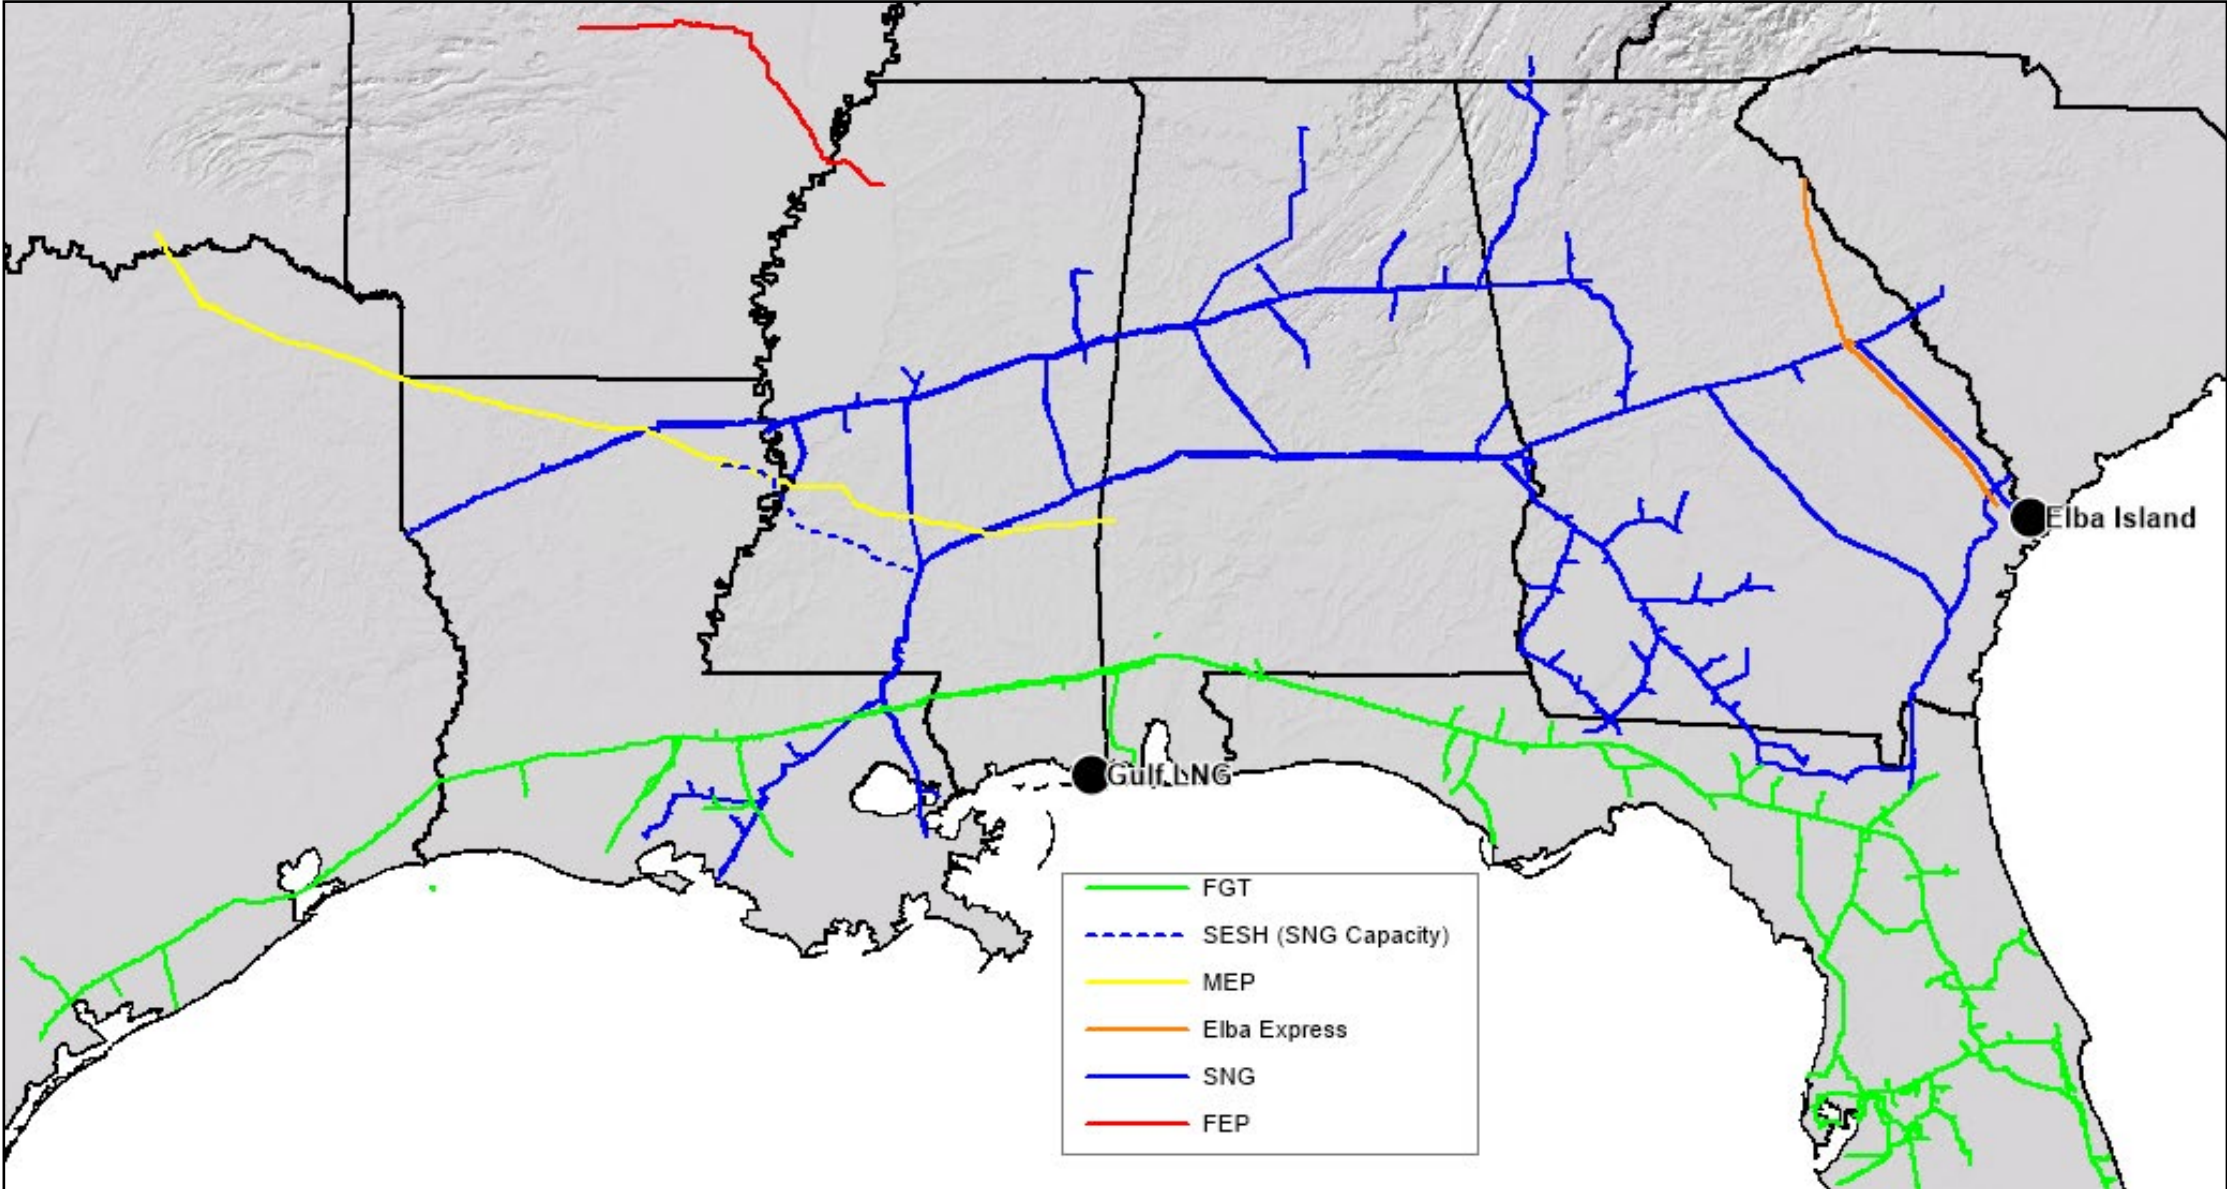 Elba Island
Gulf LNG
FGT
SESH (SNG Capacity)
MEP
Elba Express
SNG
FEP